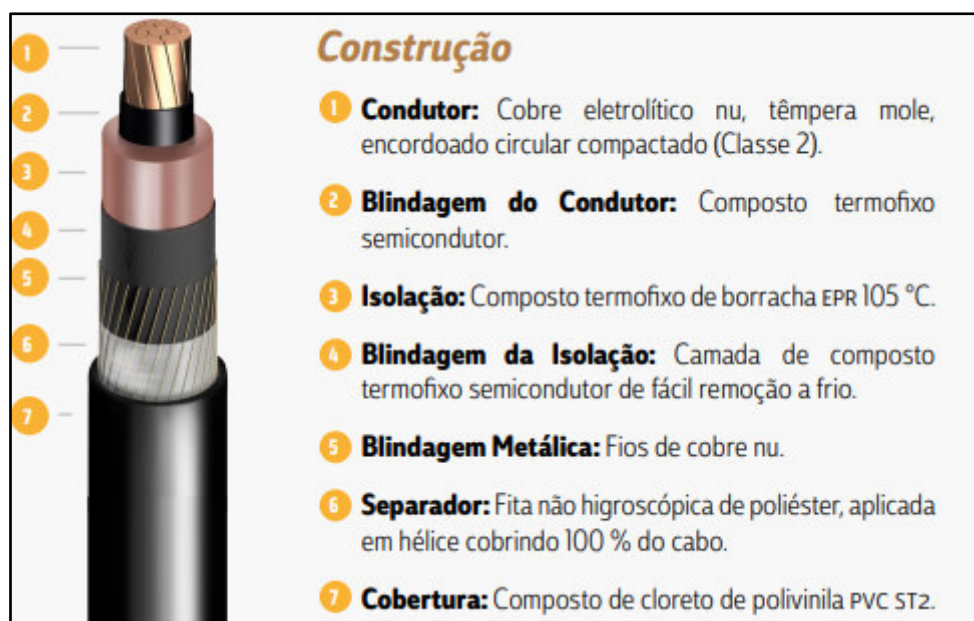 Construção
1 Condutor: Cobre eletrolítico nu, têmpera mole,
encordoado circular compactado (Classe 2).
2 Blindagem do Condutor: Composto termofixo
semicondutor.
3 Isolação: Composto termofixo de borracha EPR 105 °C.
4 Blindagem da Isolação: Camada de composto
termofixo semicondutor de fácil remoção a frio.
5 Blindagem Metálica: Fios de cobre nu.
6 Separador: Fita não higroscópica de poliéster, aplicada
em hélice cobrindo 100 % do cabo.
7 Cobertura: Composto de cloreto de polivinila PVC ST2.
1
2
3
4
5
6
7